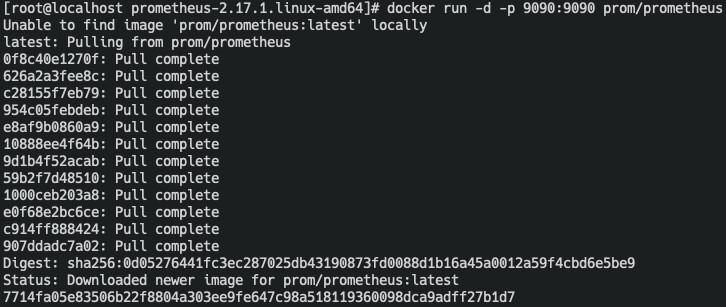 [root@localhost prometheus-2.17.1.linux-amd64]# docker run -d -p 9090:9090 prom/prometheus
Unable to find image 'prom/prometheus:latest' locally
latest: Pulling from prom/prometheus
0f8c40e1270f: Pull complete
626a2a3fee8c: Pull complete
c28155f7eb79: Pull complete
954c05febdeb: Pull complete
e8af9b0860a9: Pull complete
10888ee4f64b: Pull complete
9d1b4f52acab: Pull complete
59b2f7d48510: Pull complete
1000ceb203a8: Pull complete
e0f68e2bc6ce: Pull complete
c914ff888424: Pull complete
907ddadc7a02: Pull complete
Digest: sha256:0d05276441fc3ec287025db43190873fd0088d1b16a45a0012a59f4cbd6e5be9
Status: Downloaded newer image for prom/prometheus:latest
7714fa05e83506b22f8804a303ee9fe647c98a518119360098dca9adff27b1d7